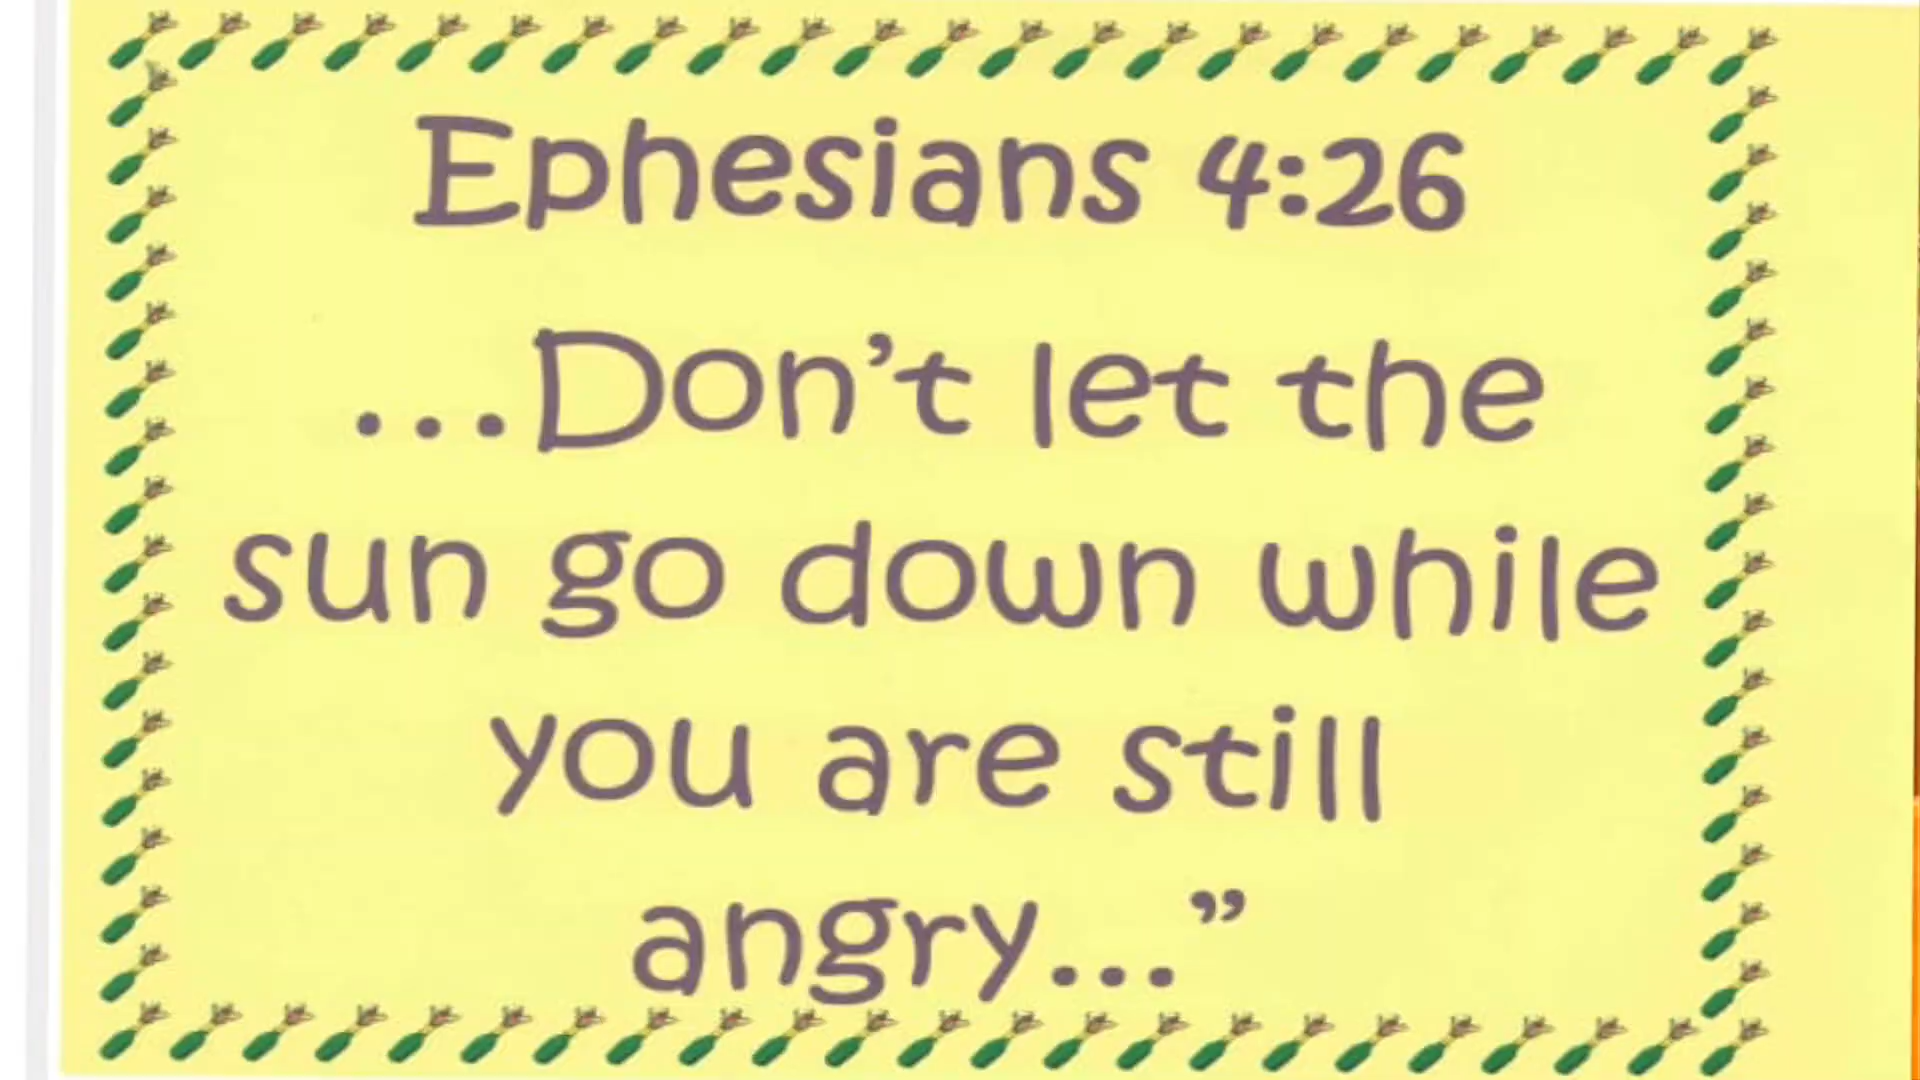 Ephesians 4:26
...Don't let the
sun go down while
you are still
angry..."